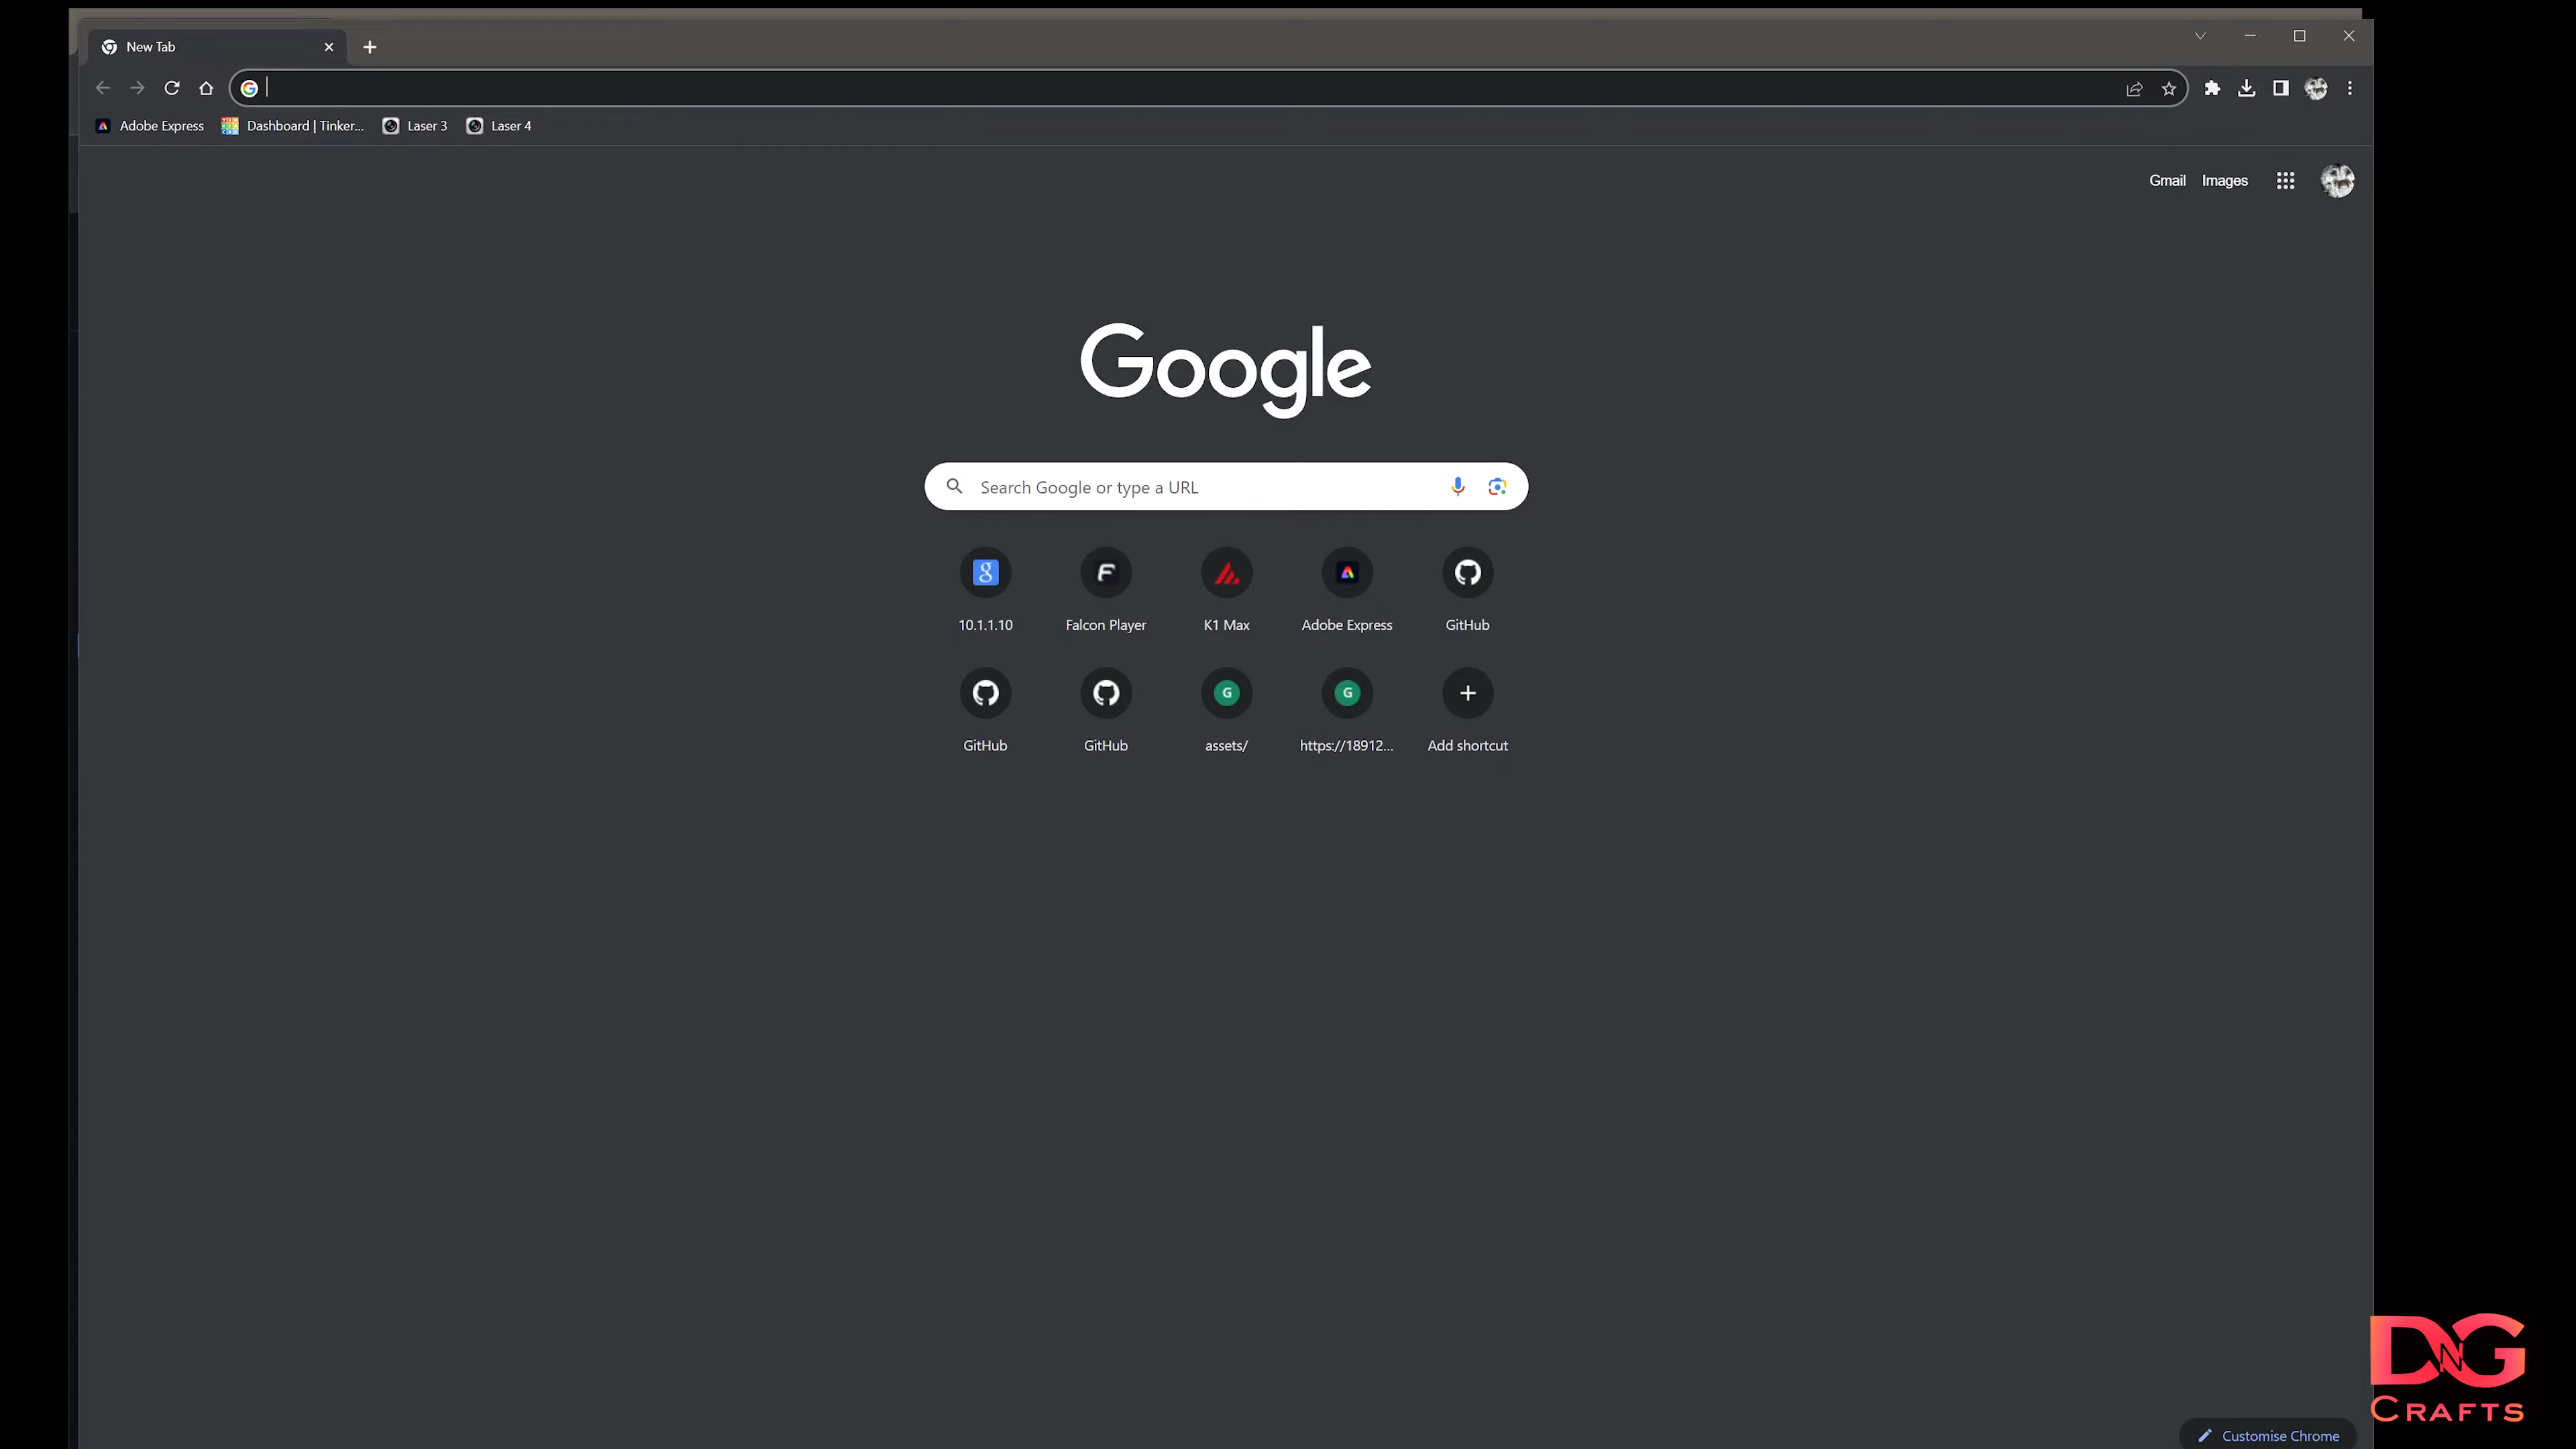 New Tab
Adobe Express
Dashboard | Tinker...
Laser 3
Laser 4
Gmail
Images
Google
Search Google or type a URL
10.1.1.10
Falcon Player
K1 Max
Adobe Express
GitHub
GitHub
GitHub
assets/
https://18912...
Add shortcut
DNG
CRAFTS
Customise Chrome